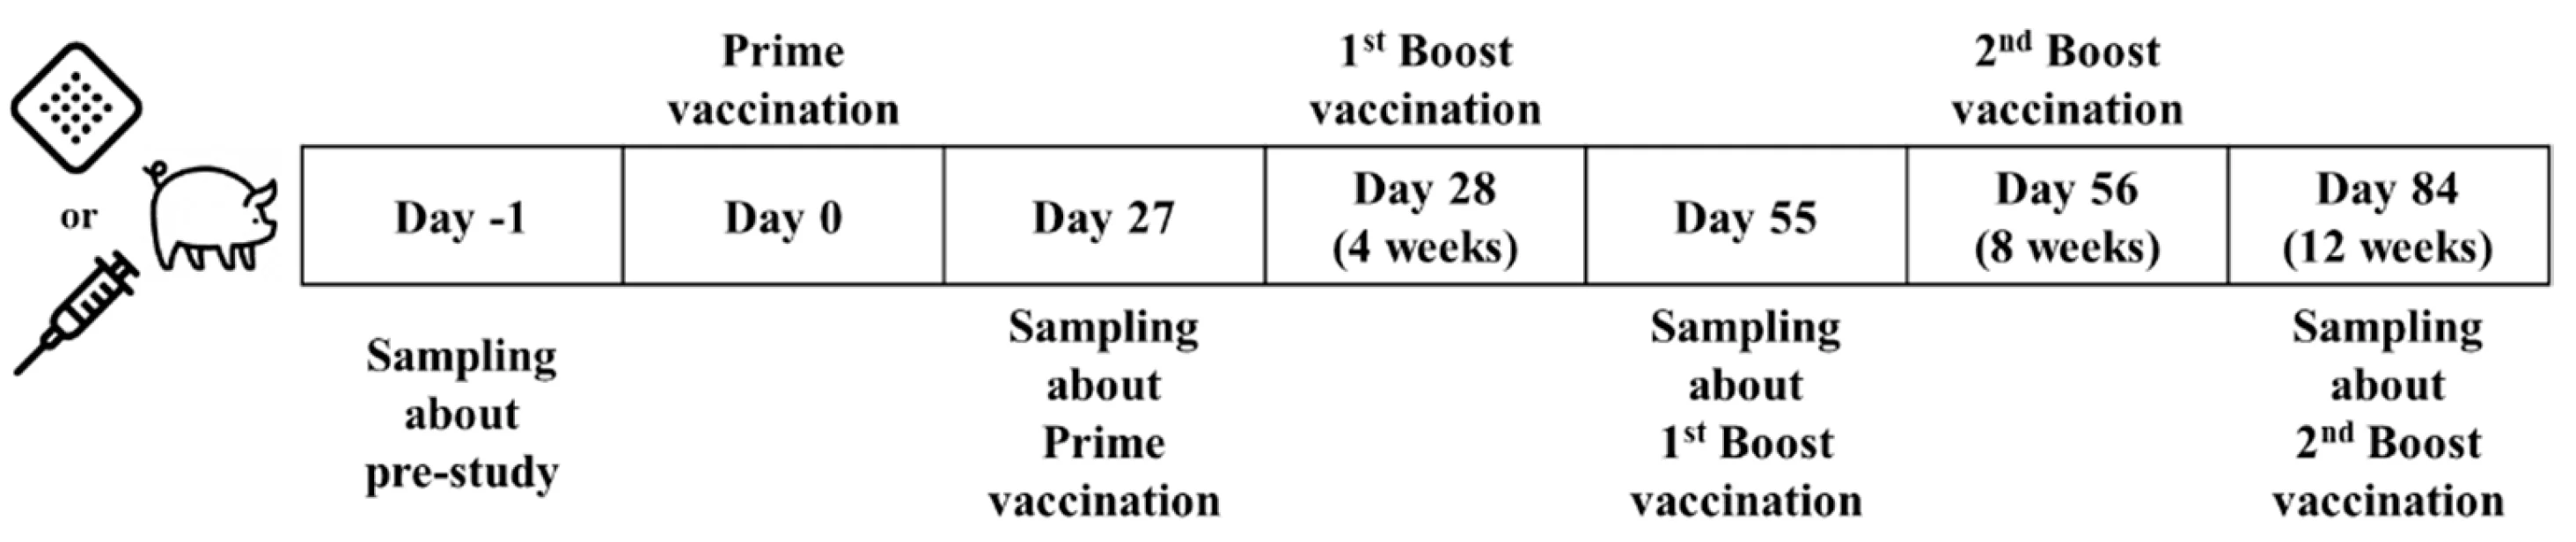 Prime
vaccination
1st Boost
vaccination
2nd Boost
vaccination
or
Day -1
Day 0
Day 27
Day 28
(4 weeks)
Day 55
Day 56
(8 weeks)
Day 84
(12 weeks)
Sampling
about
pre-study
Sampling
about
Prime
vaccination
Sampling
about
1st Boost
vaccination
Sampling
about
2nd Boost
vaccination